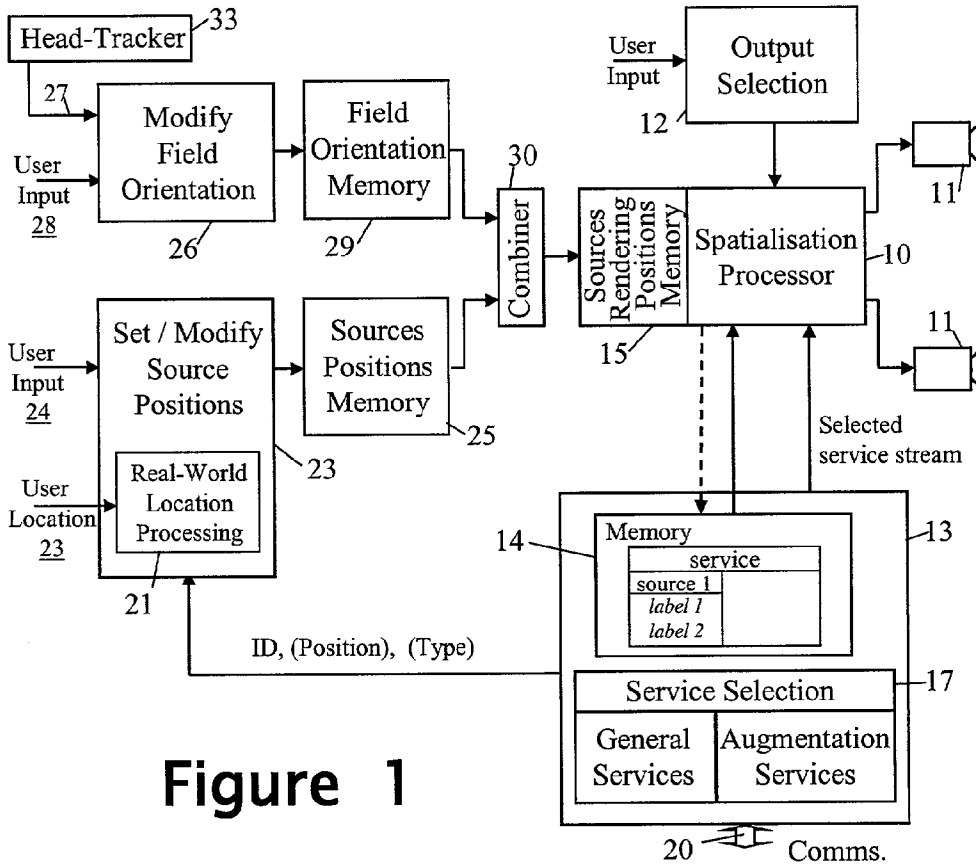 Head-Tracker
33
27
User
Input
28
Modify
Field
Orientation
26
Field
Orientation
Memory
29
User
Input
Output
Selection
12
30
Combiner
Sources
Rendering
Positions
Memory
15
Spatialisation
Processor
10
11
11
User
Input
24
Set / Modify
Source
Positions
23
Sources
Positions
Memory
25
User
Location
23
Real-World
Location
Processing
21
Selected
service stream
ID, (Position), (Type)
13
14
Memory
service
source 1
label 1
label 2
17
Service Selection
General
Services
Augmentation
Services
20
Comms.
Figure 1